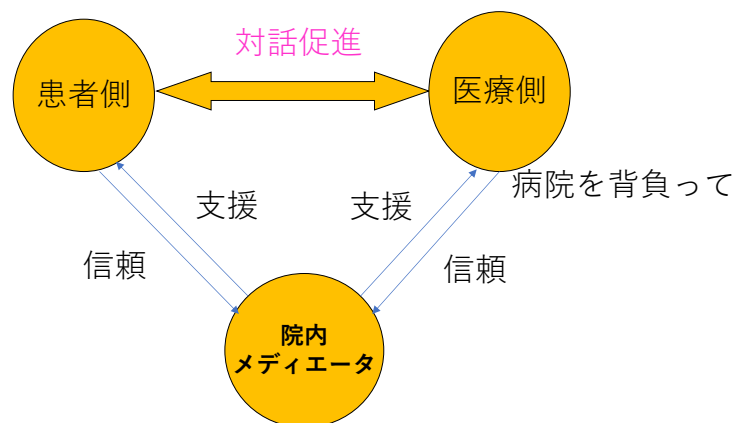 対話促進
患者側
医療側
病院を背負って
支援
支援
信頼
信頼
院内
メディエータ